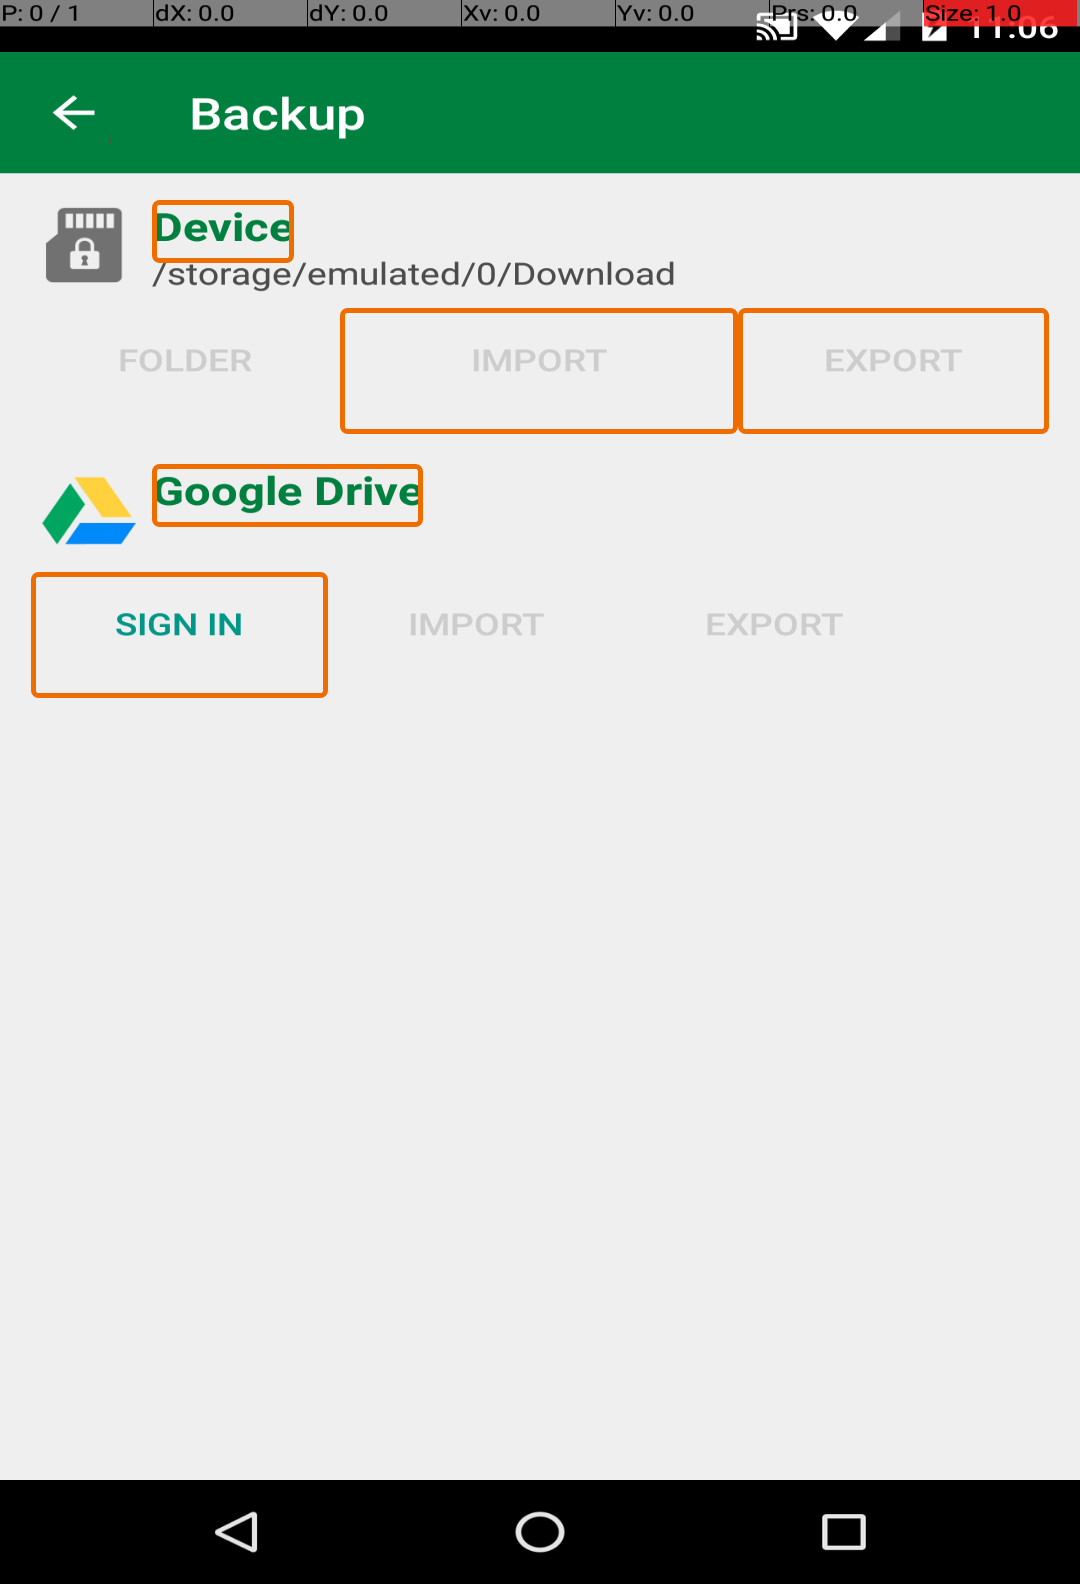 P: 0 / 1 dX: 0.0 dY: 0.0 Xv: 0.0 Yv: 0.0 Prs: 0.0 Size: 1.0
11:06
Backup
Device
/storage/emulated/0/Download
FOLDER IMPORT EXPORT
Google Drive
SIGN IN IMPORT EXPORT